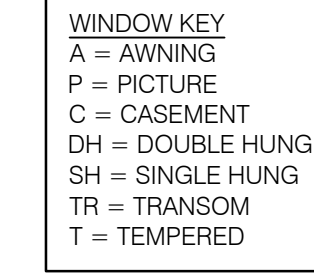 WINDOW KEY
A = AWNING
P = PICTURE
C = CASEMENT
DH = DOUBLE HUNG
SH = SINGLE HUNG
TR = TRANSOM
T = TEMPERED